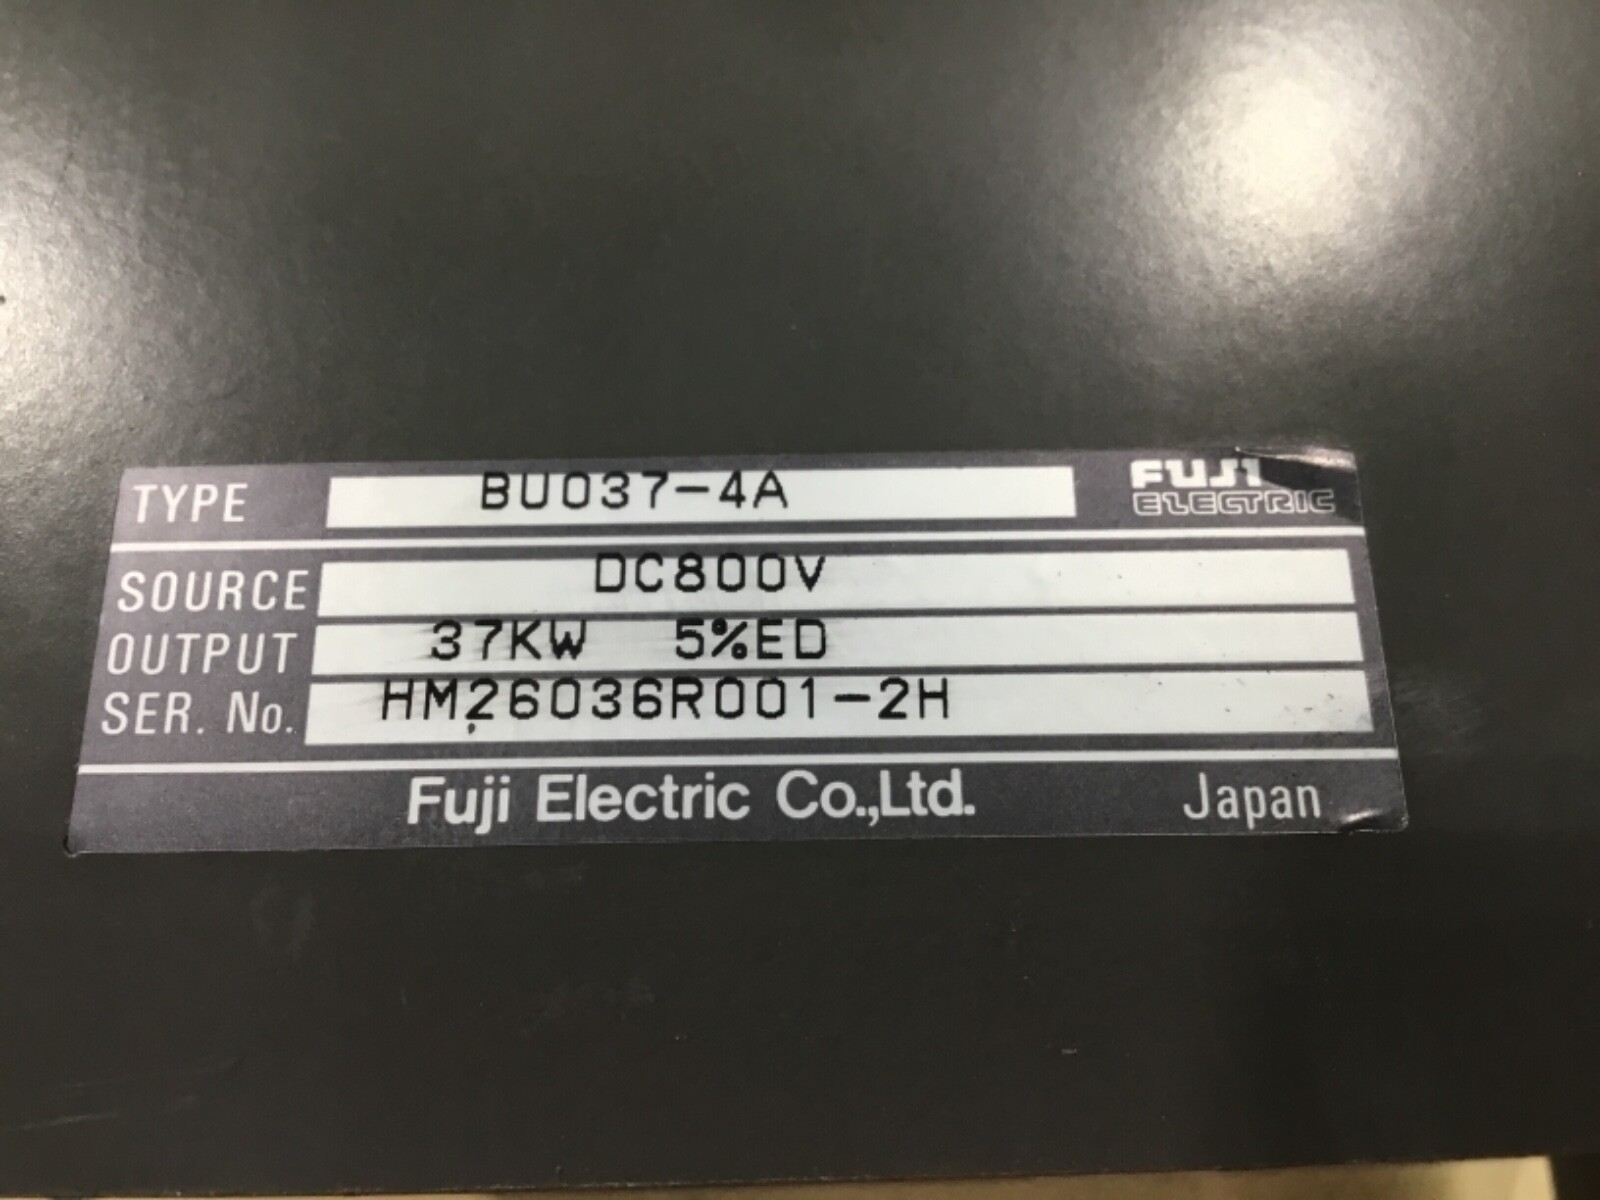 TYPE BU037-4A FUJI ELECTRIC
SOURCE DC800V
OUTPUT 37KW 5%ED
SER. No. HM26036R001-2H
Fuji Electric Co.,Ltd. Japan